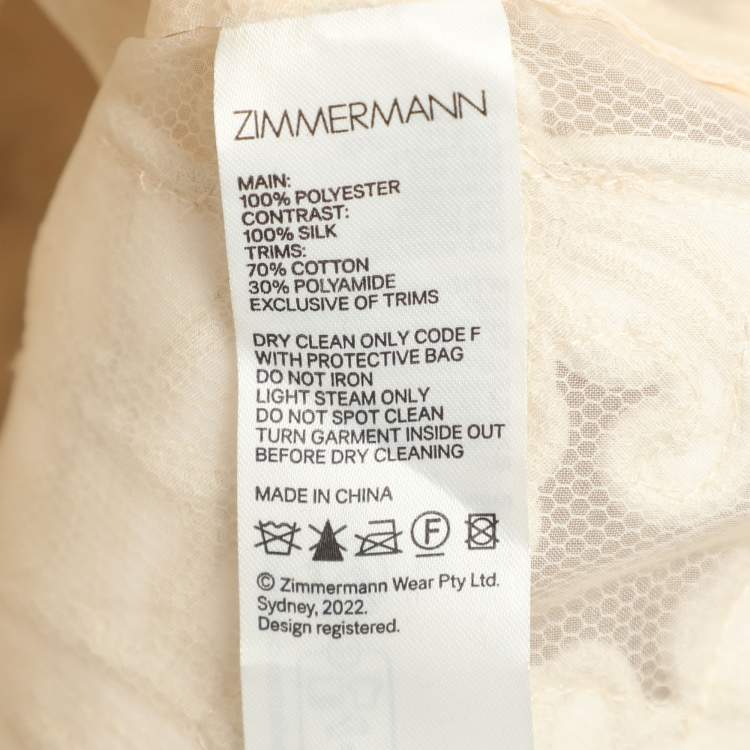 ZIMMERMANN
MAIN:
100% POLYESTER
CONTRAST:
100% SILK
TRIMS:
70% COTTON
30% POLYAMIDE
EXCLUSIVE OF TRIMS
DRY CLEAN ONLY CODE F
WITH PROTECTIVE BAG
DO NOT IRON
LIGHT STEAM ONLY
DO NOT SPOT CLEAN
TURN GARMENT INSIDE OUT
BEFORE DRY CLEANING
MADE IN CHINA
F
© Zimmermann Wear Pty Ltd.
Sydney, 2022.
Design registered.